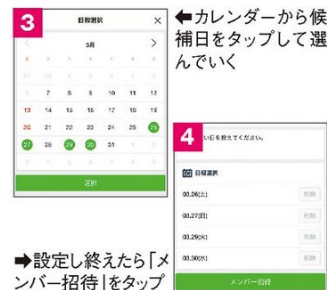 3
日程選択 ×
3月 >
7 8 9 10 11 12
13 14 15 16 17 18 19
20 21 22 23 24 25 26
27 28 29 30 31
選択
⬅カレンダーから候
補日をタップして選
んでいく
4
い日を教えてください。
日程選択
03.26(土) 削除
03.27(日) 削除
03.29(火) 削除
03.30(水) 削除
メンバー招待
➡設定し終えたら「メ
ンバー招待」をタップ